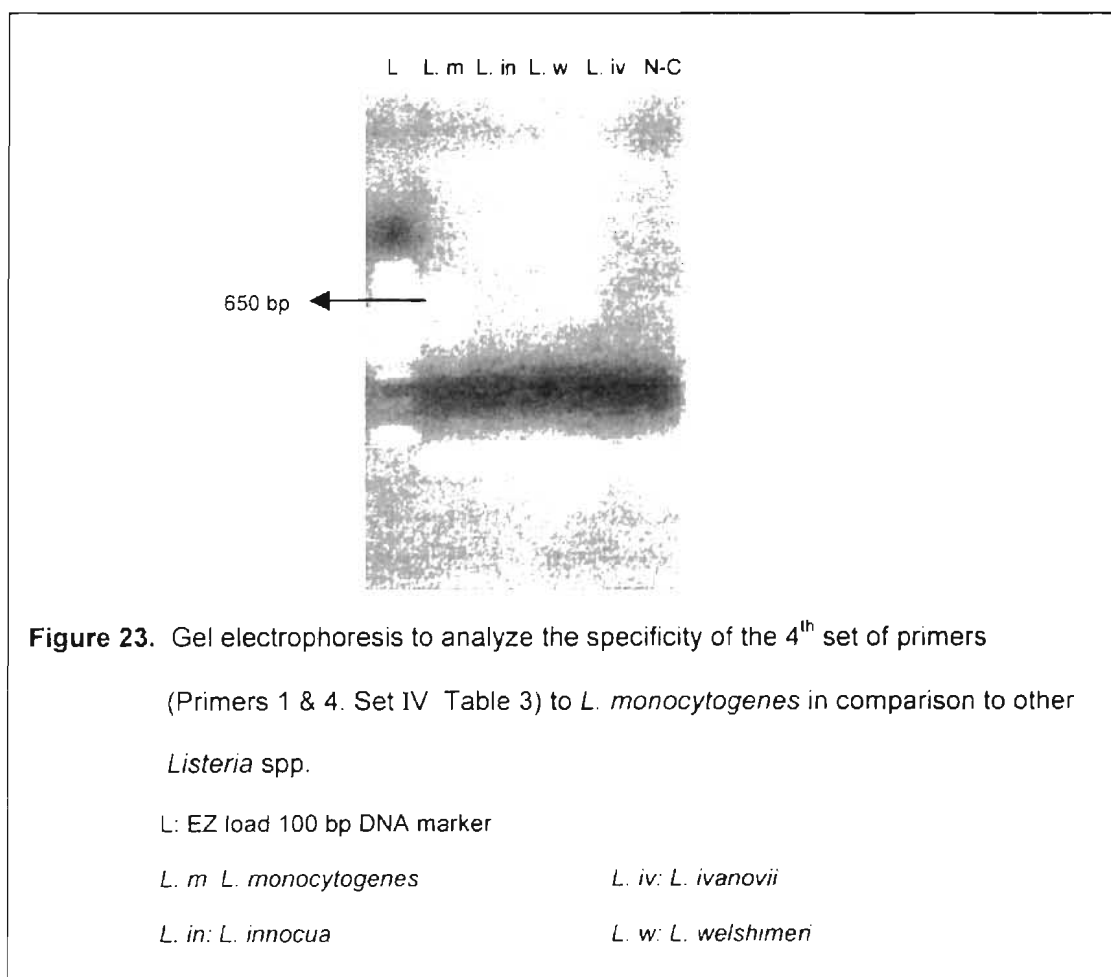 L L. m L. in L. w L. iv N-C
650 bp
Figure 23. Gel electrophoresis to analyze the specificity of the 4th set of primers
(Primers 1 & 4. Set IV Table 3) to L. monocytogenes in comparison to other
Listeria spp.
L: EZ load 100 bp DNA marker
L. m L. monocytogenes L. iv: L. ivanovii
L. in: L. innocua L. w: L. welshimeri